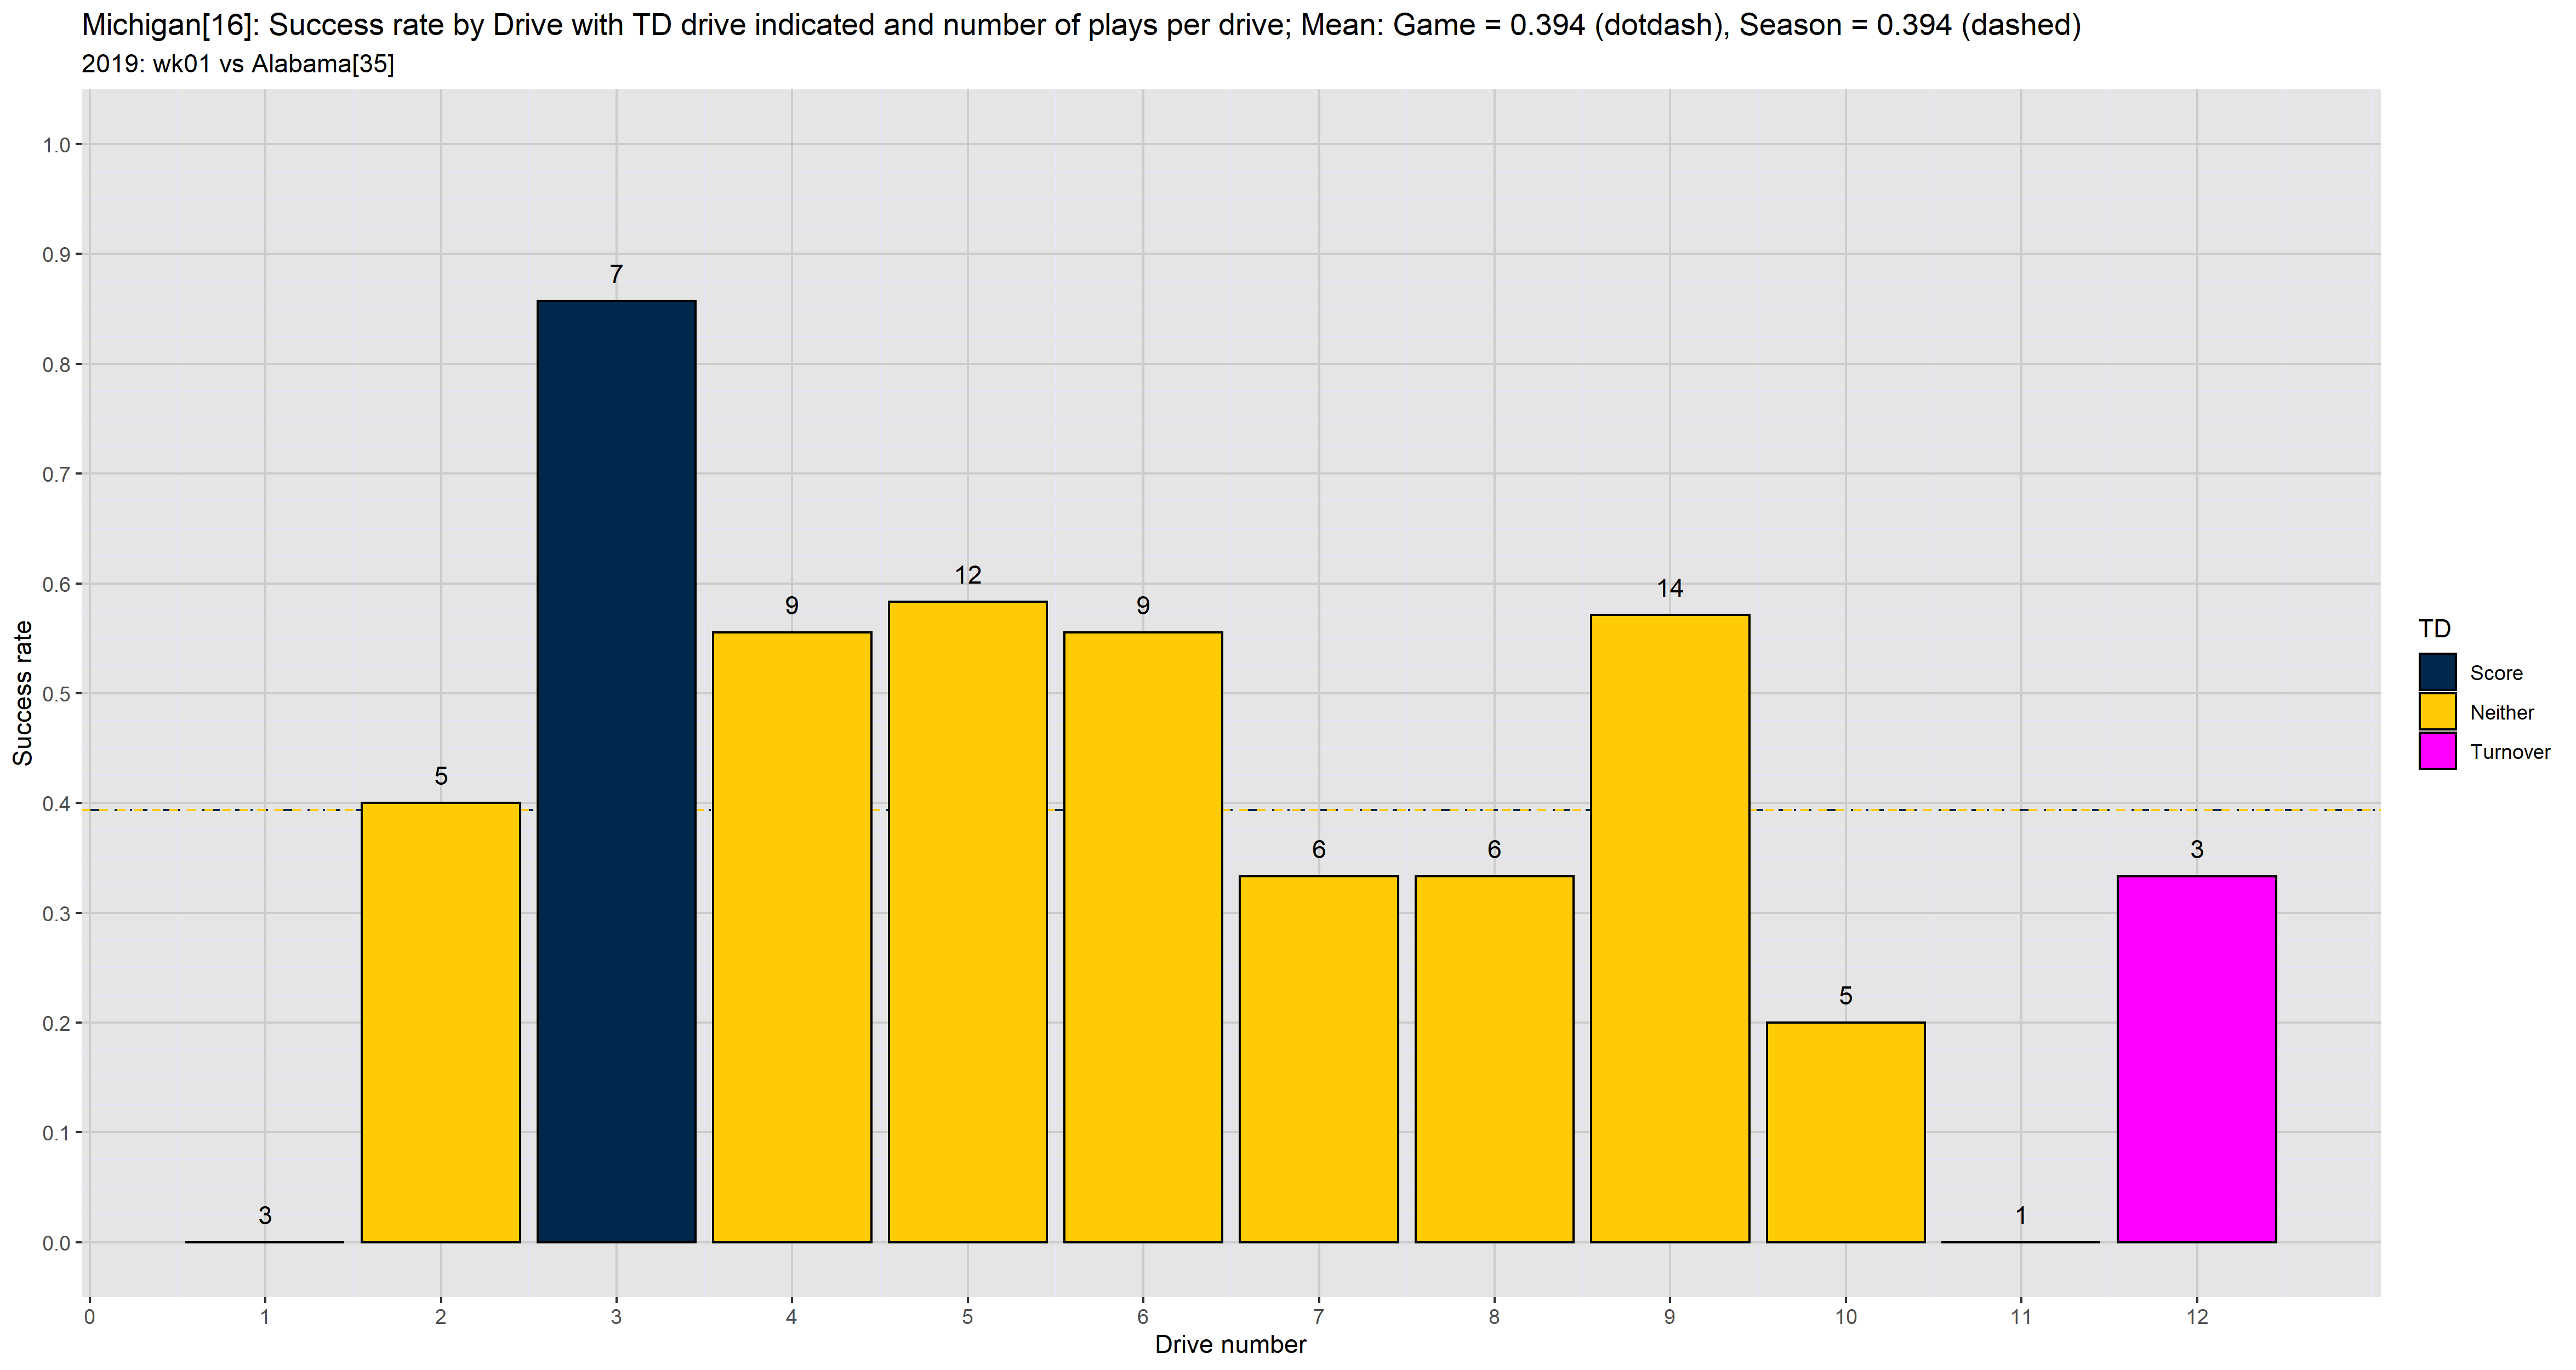 Michigan[16]: Success rate by Drive with TD drive indicated and number of plays per drive; Mean: Game = 0.394 (dotdash), Season = 0.394 (dashed)
2019: wk01 vs Alabama[35]
Success rate
1.0
0.9
0.8
0.7
0.6
0.5
0.4
0.3
0.2
0.1
0.0
3
5
7
9
12
9
6
6
14
5
1
3
0 1 2 3 4 5 6 7 8 9 10 11 12
Drive number
TD
Score
Neither
Turnover